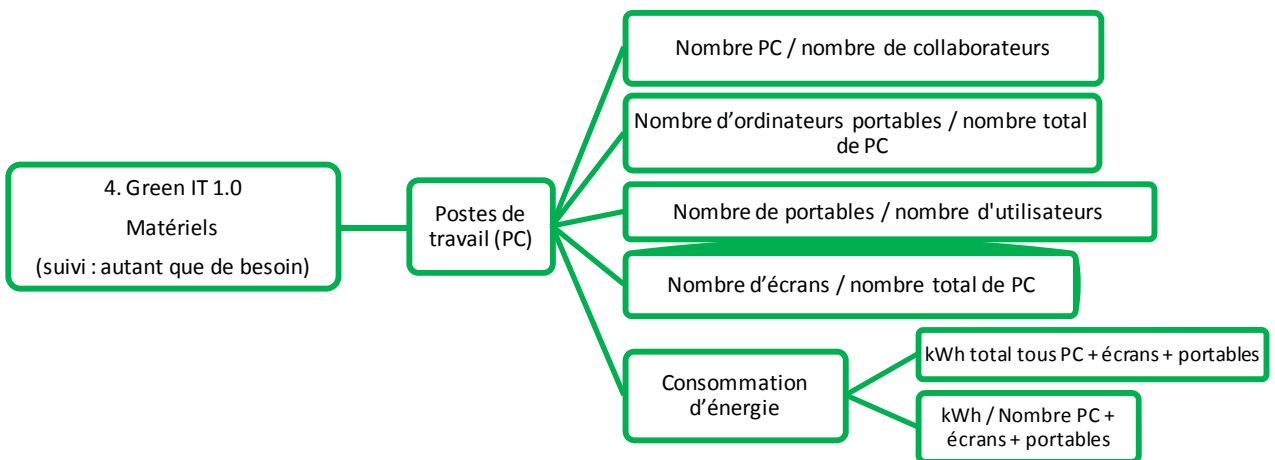 4. Green IT 1.0
Matériels
(suivi : autant que de besoin)
Postes de
travail (PC)
Nombre PC / nombre de collaborateurs
Nombre d’ordinateurs portables / nombre total
de PC
Nombre de portables / nombre d'utilisateurs
Nombre d’écrans / nombre total de PC
Consommation
d’énergie
kWh total tous PC + écrans + portables
kWh / Nombre PC +
écrans + portables